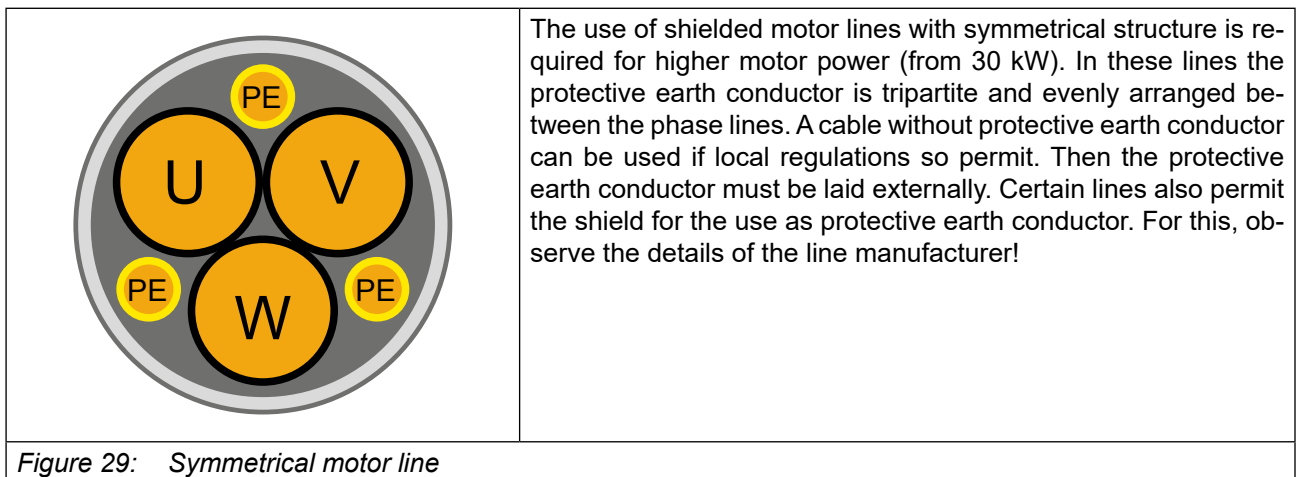 PE
U V
PE PE
W
The use of shielded motor lines with symmetrical structure is re-
quired for higher motor power (from 30 kW). In these lines the
protective earth conductor is tripartite and evenly arranged be-
tween the phase lines. A cable without protective earth conductor
can be used if local regulations so permit. Then the protective
earth conductor must be laid externally. Certain lines also permit
the shield for the use as protective earth conductor. For this, ob-
serve the details of the line manufacturer!
Figure 29: Symmetrical motor line